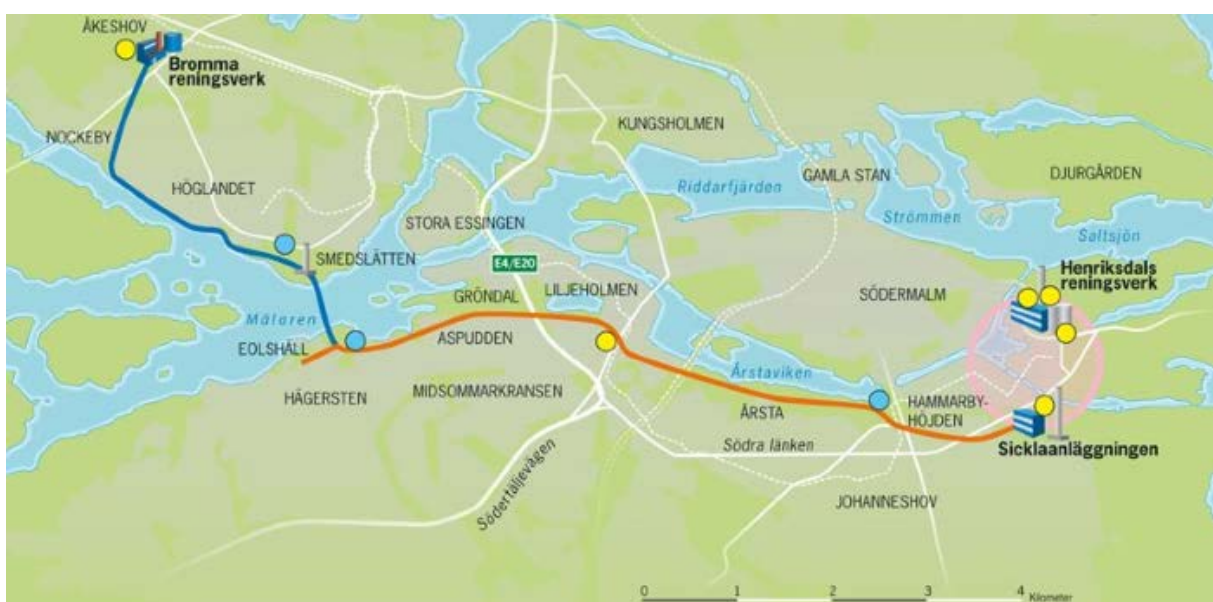 ÅKESHOV
Bromma
reningsverk
NOCKEBY
HÖGLANDET
SMEDSLÄTTEN
STORA ESSINGEN
KUNGSHOLMEN
Riddarfjärden
GAMLA STAN
DJURGÅRDEN
Strömmen
Saltsjön
E4/E20
GRÖNDAL
LILJEHOLMEN
SÖDERMALM
Henriksdals
reningsverk
Mälaren
EOLSHÄLL
ASPUDDEN
HÄGERSTEN
MIDSOMMARKRANSEN
Årstaviken
ÅRSTA
HAMMARBY-
HÖJDEN
Södra länken
Sicklaanläggningen
Södertäljevägen
JOHANNESHOV
0 1 2 3 4 Kilometer